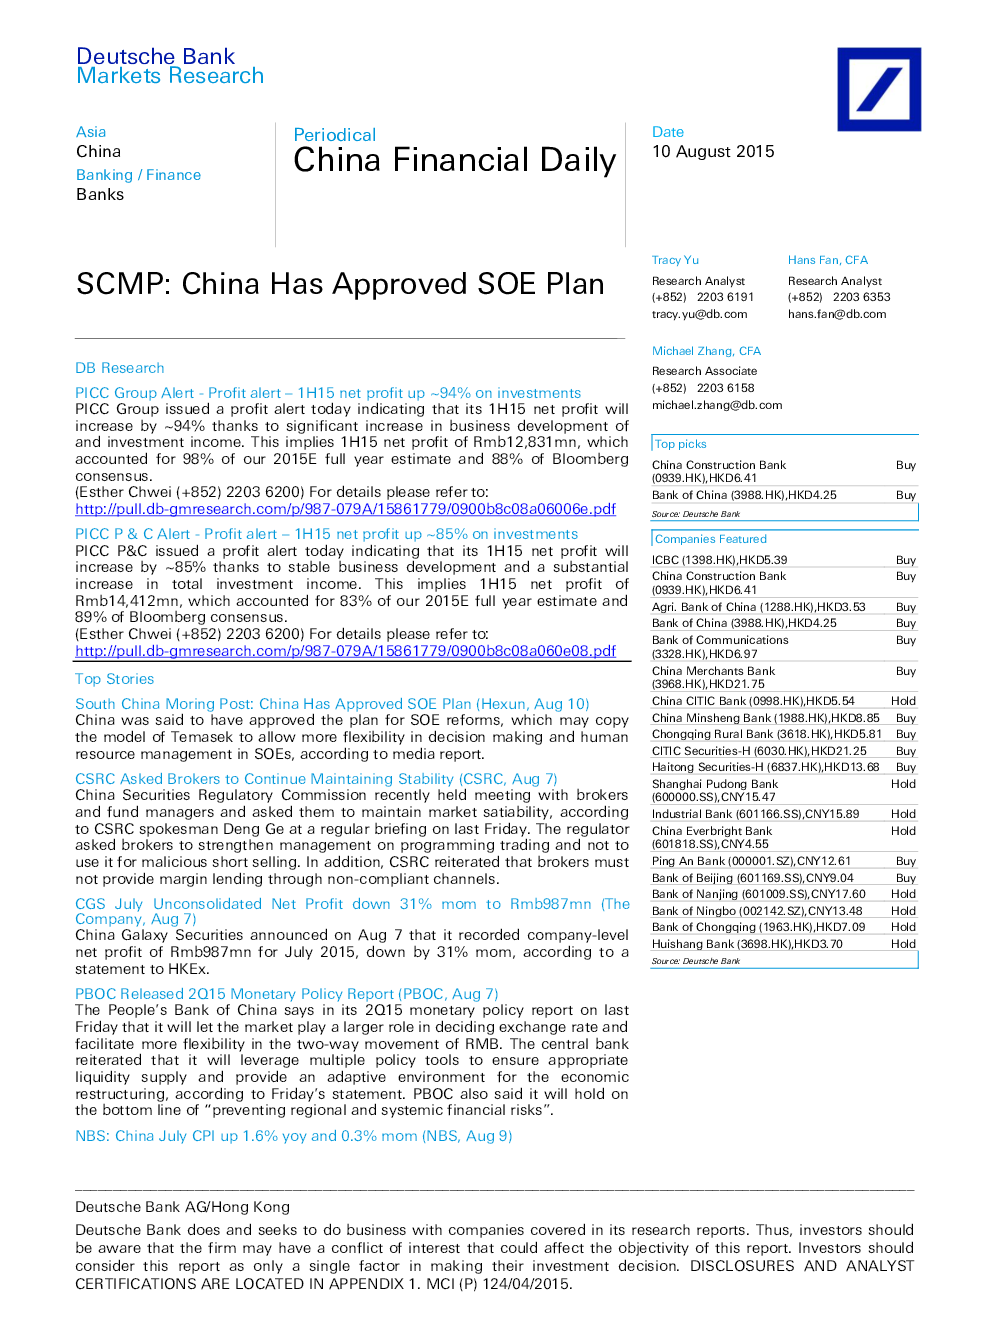 Deutsche Bank
Markets Research
Asia
China
Banking / Finance
Banks
Periodical
China Financial Daily
Date
10 August 2015
SCMP: China Has Approved SOE Plan
Tracy Yu
Research Analyst
(+852) 2203 6191
tracy.yu@db.com
Hans Fan, CFA
Research Analyst
(+852) 2203 6353
hans.fan@db.com
Michael Zhang, CFA
Research Associate
(+852) 2203 6158
michael.zhang@db.com
DB Research
PICC Group Alert - Profit alert – 1H15 net profit up ~94% on investments
PICC Group issued a profit alert today indicating that its 1H15 net profit will
increase by ~94% thanks to significant increase in business development of
and investment income. This implies 1H15 net profit of Rmb12,831mn, which
accounted for 98% of our 2015E full year estimate and 88% of Bloomberg
consensus.
(Esther Chwei (+852) 2203 6200) For details please refer to:
http://pull.db-gmresearch.com/p/987-079A/15861779/0900b8c08a06006e.pdf
PICC P & C Alert - Profit alert – 1H15 net profit up ~85% on investments
PICC P&C issued a profit alert today indicating that its 1H15 net profit will
increase by ~85% thanks to stable business development and a substantial
increase in total investment income. This implies 1H15 net profit of
Rmb14,412mn, which accounted for 83% of our 2015E full year estimate and
89% of Bloomberg consensus.
(Esther Chwei (+852) 2203 6200) For details please refer to:
http://pull.db-gmresearch.com/p/987-079A/15861779/0900b8c08a060e08.pdf
Top Stories
South China Moring Post: China Has Approved SOE Plan (Hexun, Aug 10)
China was said to have approved the plan for SOE reforms, which may copy
the model of Temasek to allow more flexibility in decision making and human
resource management in SOEs, according to media report.
CSRC Asked Brokers to Continue Maintaining Stability (CSRC, Aug 7)
China Securities Regulatory Commission recently held meeting with brokers
and fund managers and asked them to maintain market satiability, according
to CSRC spokesman Deng Ge at a regular briefing on last Friday. The regulator
asked brokers to strengthen management on programming trading and not to
use it for malicious short selling. In addition, CSRC reiterated that brokers must
not provide margin lending through non-compliant channels.
CGS July Unconsolidated Net Profit down 31% mom to Rmb987mn (The
Company, Aug 7)
China Galaxy Securities announced on Aug 7 that it recorded company-level
net profit of Rmb987mn for July 2015, down by 31% mom, according to a
statement to HKEx.
PBOC Released 2Q15 Monetary Policy Report (PBOC, Aug 7)
The People's Bank of China says in its 2Q15 monetary policy report on last
Friday that it will let the market play a larger role in deciding exchange rate and
facilitate more flexibility in the two-way movement of RMB. The central bank
reiterated that it will leverage multiple policy tools to ensure appropriate
liquidity supply and provide an adaptive environment for the economic
restructuring, according to Friday's statement. PBOC also said it will hold on
the bottom line of “preventing regional and systemic financial risks”.
NBS: China July CPI up 1.6% yoy and 0.3% mom (NBS, Aug 9)
Top picks
China Construction Bank (0939.HK),HKD6.41 Buy
Bank of China (3988.HK),HKD4.25 Buy
Source: Deutsche Bank
Companies Featured
ICBC (1398.HK),HKD5.39 Buy
China Construction Bank (0939.HK),HKD6.41 Buy
Agri. Bank of China (1288.HK),HKD3.53 Buy
Bank of China (3988.HK),HKD4.25 Buy
Bank of Communications (3328.HK),HKD6.97 Buy
China Merchants Bank (3968.HK),HKD21.75 Buy
China CITIC Bank (0998.HK),HKD5.54 Hold
China Minsheng Bank (1988.HK),HKD8.85 Buy
Chongqing Rural Bank (3618.HK),HKD5.81 Buy
CITIC Securities-H (6030.HK),HKD21.25 Buy
Haitong Securities-H (6837.HK),HKD13.68 Buy
Shanghai Pudong Bank (600000.SS),CNY15.47 Hold
Industrial Bank (601166.SS),CNY15.89 Hold
China Everbright Bank (601818.SS),CNY4.55 Hold
Ping An Bank (000001.SZ),CNY12.61 Buy
Bank of Beijing (601169.SS),CNY9.04 Buy
Bank of Nanjing (601009.SS),CNY17.60 Hold
Bank of Ningbo (002142.SZ),CNY13.48 Hold
Bank of Chongqing (1963.HK),HKD7.09 Hold
Huishang Bank (3698.HK),HKD3.70 Hold
Source: Deutsche Bank
Deutsche Bank AG/Hong Kong
Deutsche Bank does and seeks to do business with companies covered in its research reports. Thus, investors should
be aware that the firm may have a conflict of interest that could affect the objectivity of this report. Investors should
consider this report as only a single factor in making their investment decision. DISCLOSURES AND ANALYST
CERTIFICATIONS ARE LOCATED IN APPENDIX 1. MCI (P) 124/04/2015.